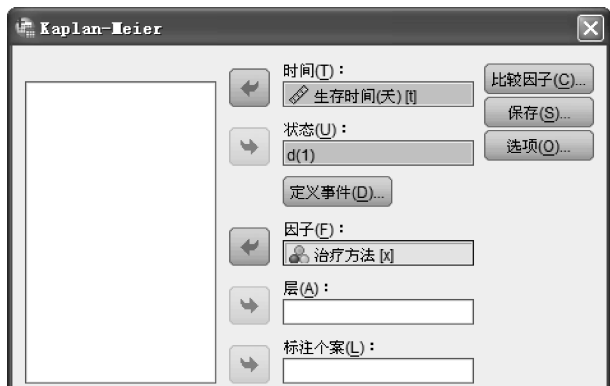 Kaplan-Meier
时间(T)：
生存时间(天) [t]
状态(U)：
d(1)
定义事件(D)...
因子(F)：
治疗方法 [x]
层(A)：
标注个案(L)：
比较因子(C)...
保存(S)...
选项(O)...